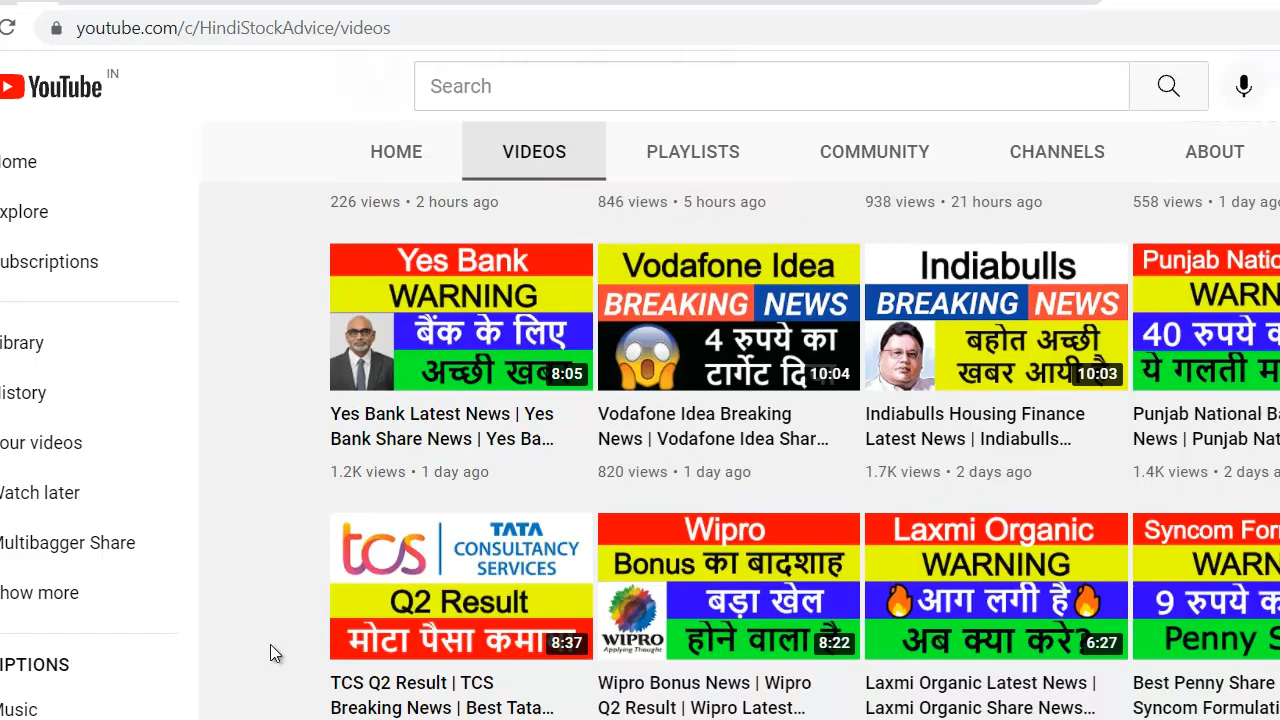 youtube.com/c/HindiStockAdvice/videos
YouTube IN
Search
HOME VIDEOS PLAYLISTS COMMUNITY CHANNELS ABOUT
ome
xplore
ubscriptions
ibrary
istory
our videos
atch later
ultibagger Share
how more
IPTIONS
usic
226 views • 2 hours ago
846 views • 5 hours ago
938 views • 21 hours ago
558 views • 1 day ag
Yes Bank
WARNING
बैंक के लिए
अच्छी
8:05
Yes Bank Latest News | Yes
Bank Share News | Yes Ba...
1.2K views • 1 day ago
Vodafone Idea
BREAKING NEWS
4 रुपये का
टार्गेट
10:04
Vodafone Idea Breaking
News | Vodafone Idea Shar...
820 views • 1 day ago
Indiabulls
BREAKING NEWS
बहोत अच्छी
खबर
10:03
Indiabulls Housing Finance
Latest News | Indiabulls...
1.7K views • 2 days ago
Punjab Natio
WARN
40 रुपये
ये गलती
Punjab National B
News | Punjab Nat
1.4K views • 2 days a
tcs TATA
CONSULTANCY
SERVICES
Q2 Result
मोटा पैसा
8:37
TCS Q2 Result | TCS
Breaking News | Best Tata...
Wipro
Bonus का बादशाह
बड़ा खेल
WIPRO
Applying Thought
होने वाला
8:22
Wipro Bonus News | Wipro
Q2 Result | Wipro Latest...
Laxmi Organic
WARNING
आग लगी है
अब क्या करे?
6:27
Laxmi Organic Latest News |
Laxmi Organic Share News...
Syncom For
WARN
9 रुपये
Penny S
Best Penny Share
Syncom Formulati